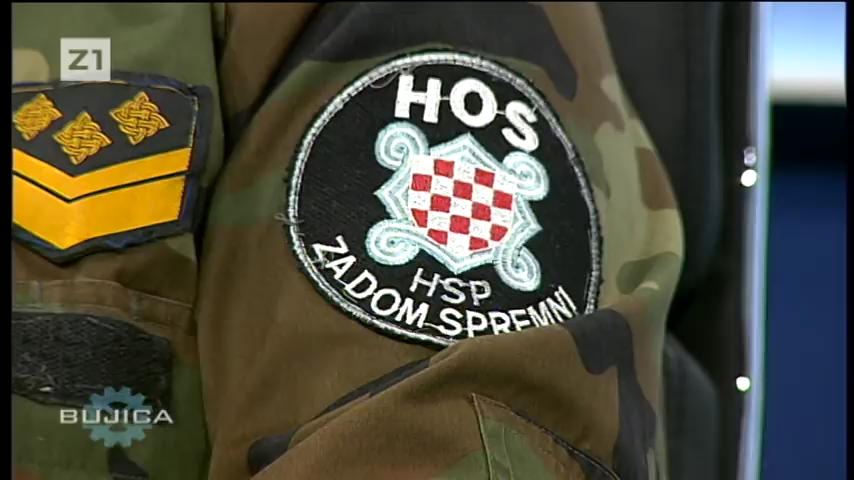 Z1
HOS
HSP
ZA DOM SPREMNI
BUJICA